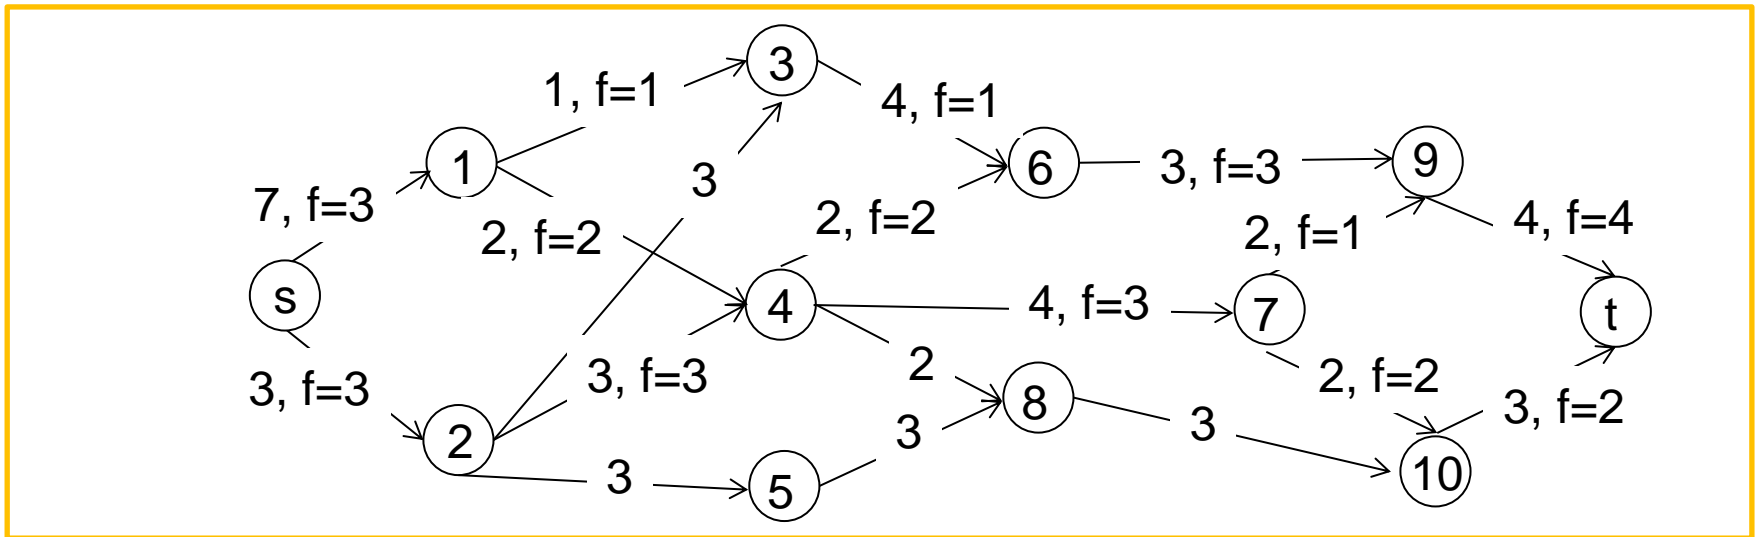 3
1, f=1
4, f=1
1
6
3, f=3
9
3
7, f=3
2, f=2
2, f=2
2, f=1
4, f=4
s
4
4, f=3
7
t
3, f=3
3, f=3
2
8
2, f=2
3, f=2
2
3
3
10
3
5